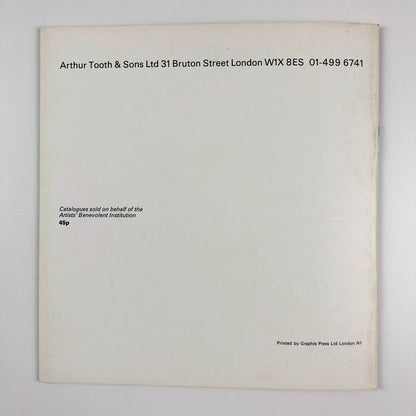 Arthur Tooth & Sons Ltd 31 Bruton Street London W1X 8ES 01-499 6741
Catalogues sold on behalf of the
Artists' Benevolent Institution
45p
Printed by Graphis Press Ltd London N1